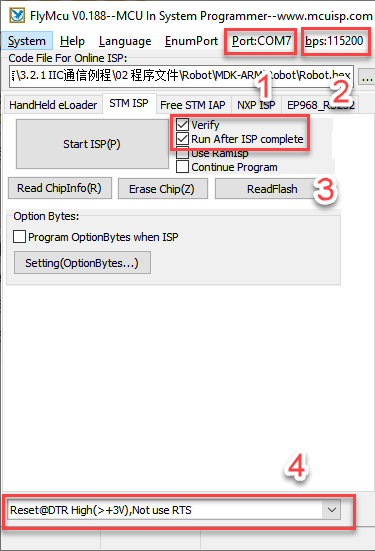 FlyMcu V0.188--MCU In System Programmer--www.mcuisp.com
System Help Language EnumPort Port:COM7 bps:115200
Code File For Online ISP:
\3.2.1 IIC通信例程\02 程序文件\Robot\MDK-ARM\Robot\Robot.hex ...
HandHeld eLoader STM ISP Free STM IAP NXP ISP EP968_RS232
1 2
Start ISP(P)
Verify
Run After ISP complete
Use RamIsp
Continue Program
3
Read ChipInfo(R) Erase Chip(Z) ReadFlash
Option Bytes:
Program OptionBytes when ISP
Setting(OptionBytes...)
4
Reset@DTR High(>+3V),Not use RTS